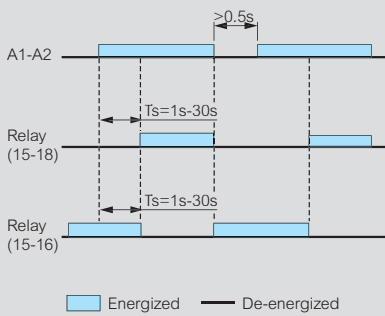 >0.5s
A1-A2
Ts=1s-30s
Relay
(15-18)
Ts=1s-30s
Relay
(15-16)
Energized
De-energized